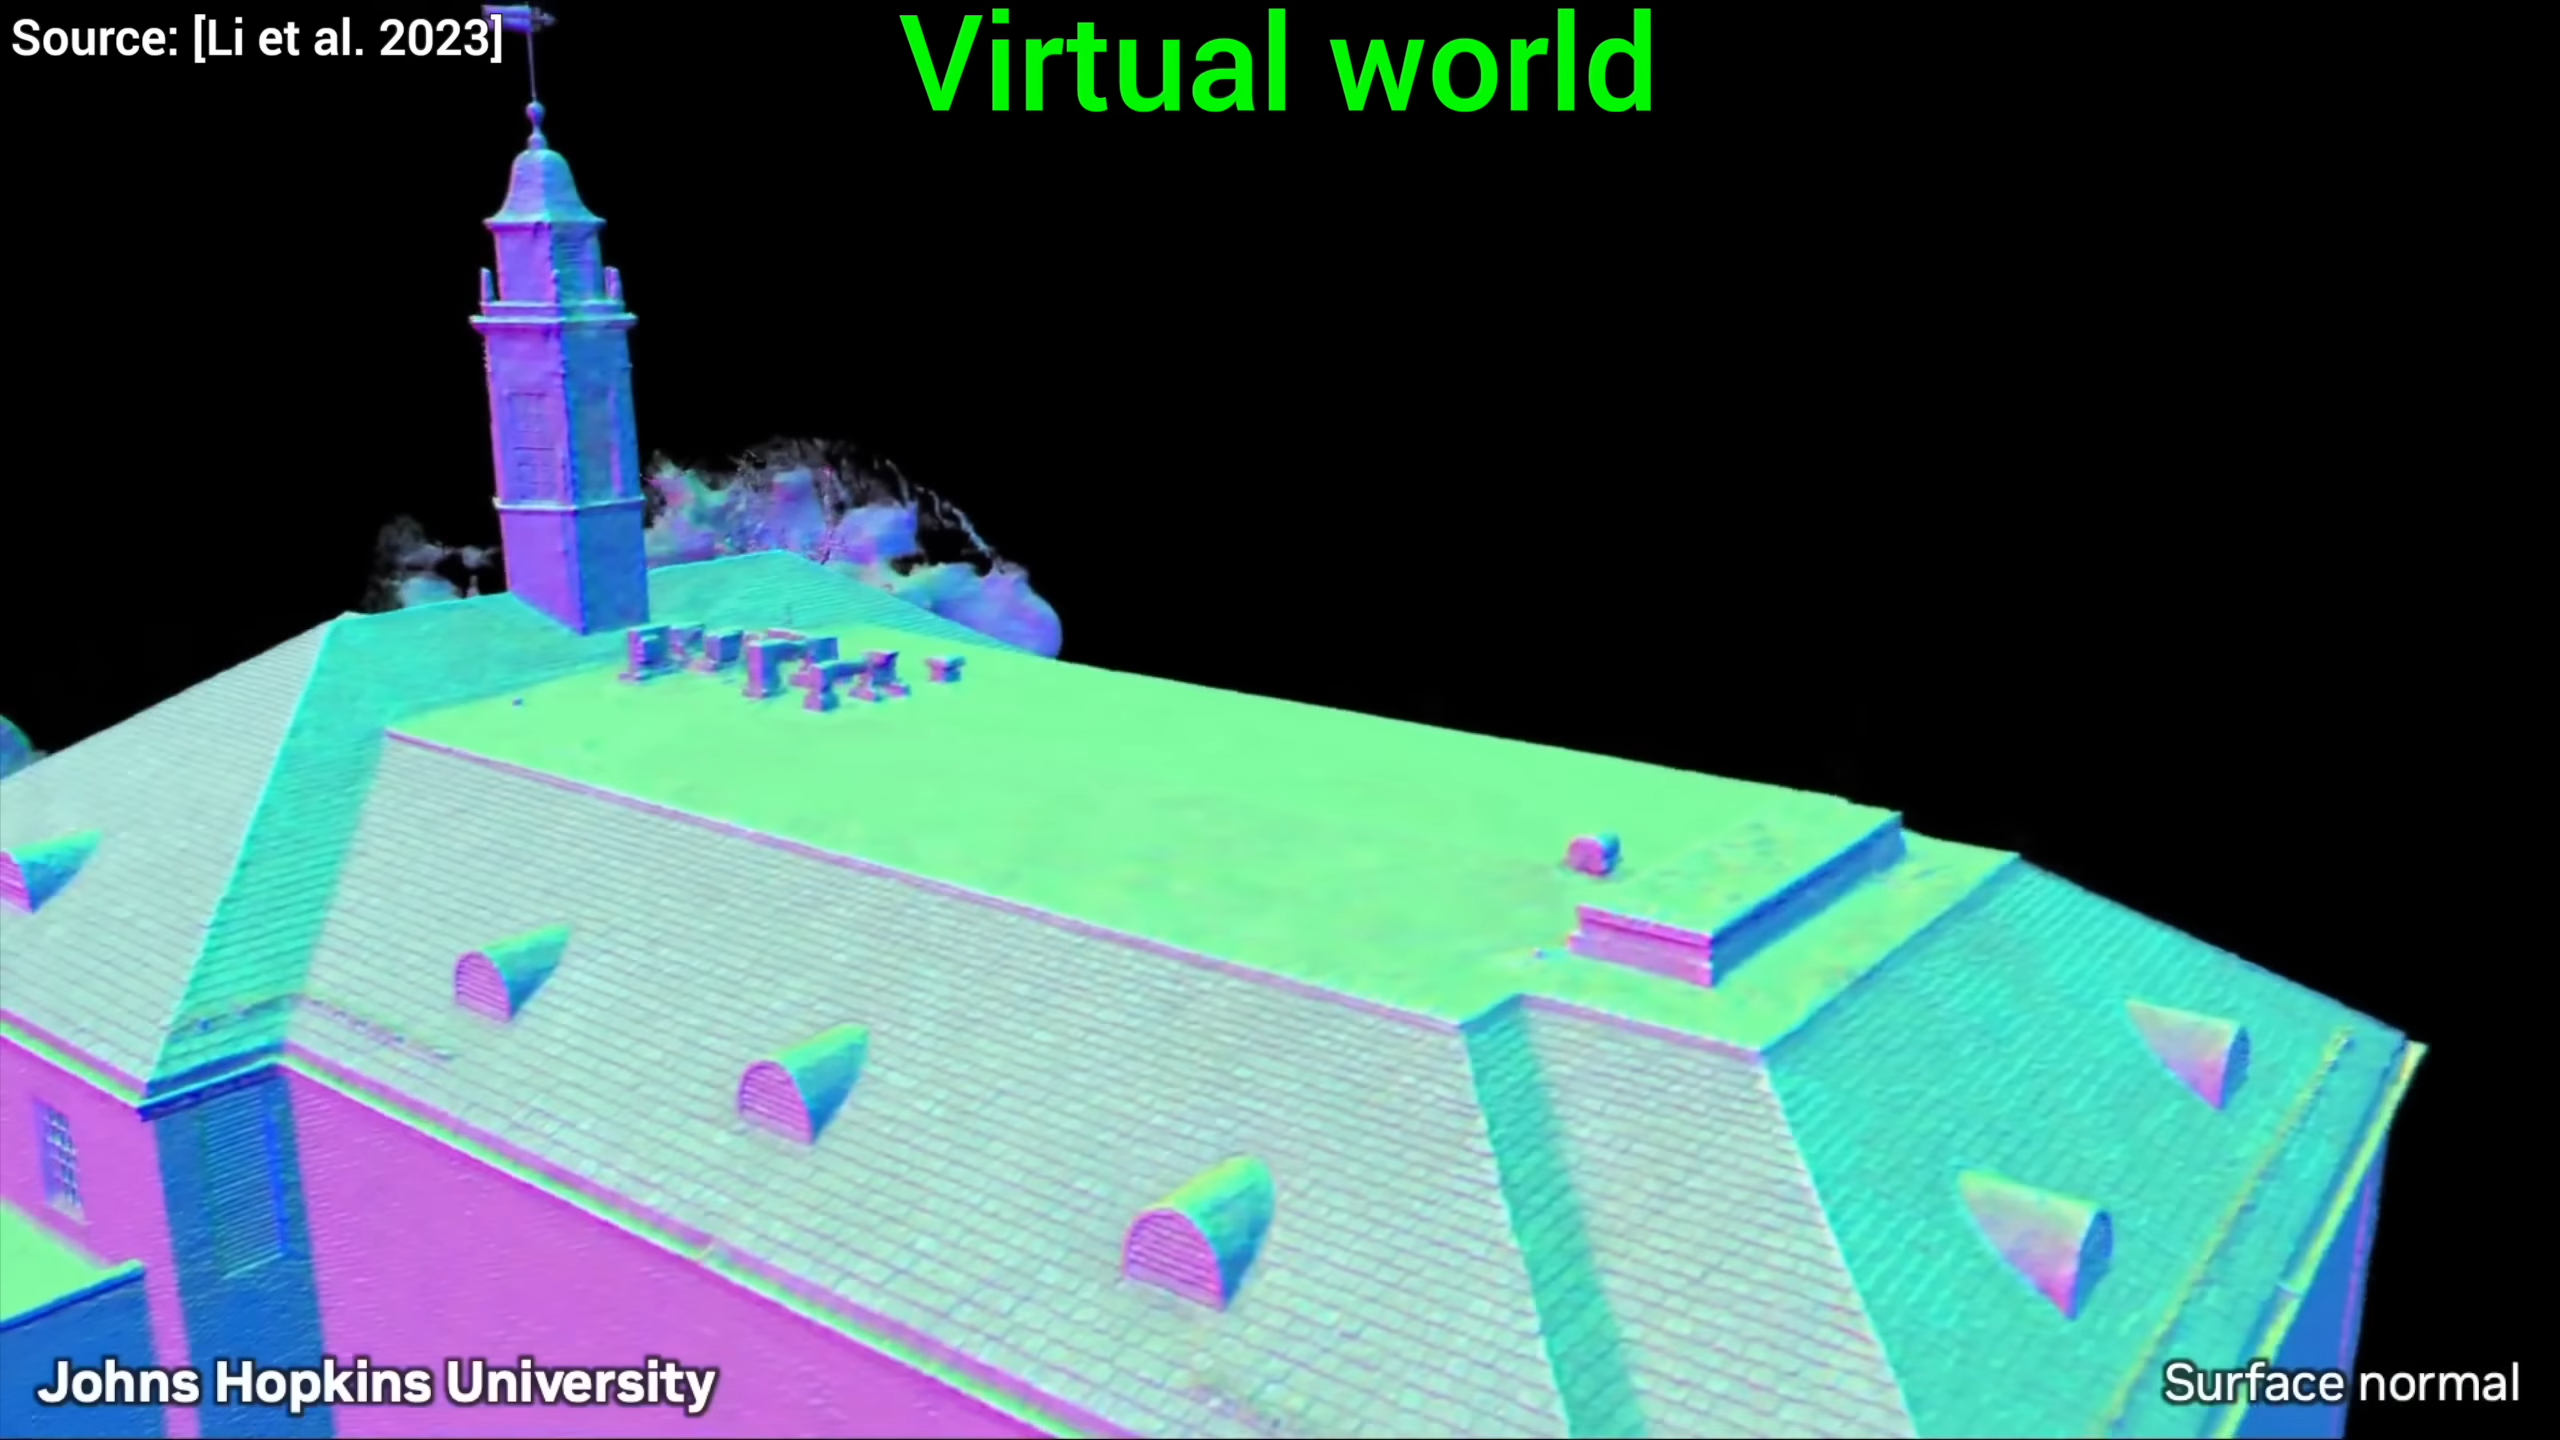 Source: [Li et al. 2023]
Virtual world
Johns Hopkins University
Surface normal